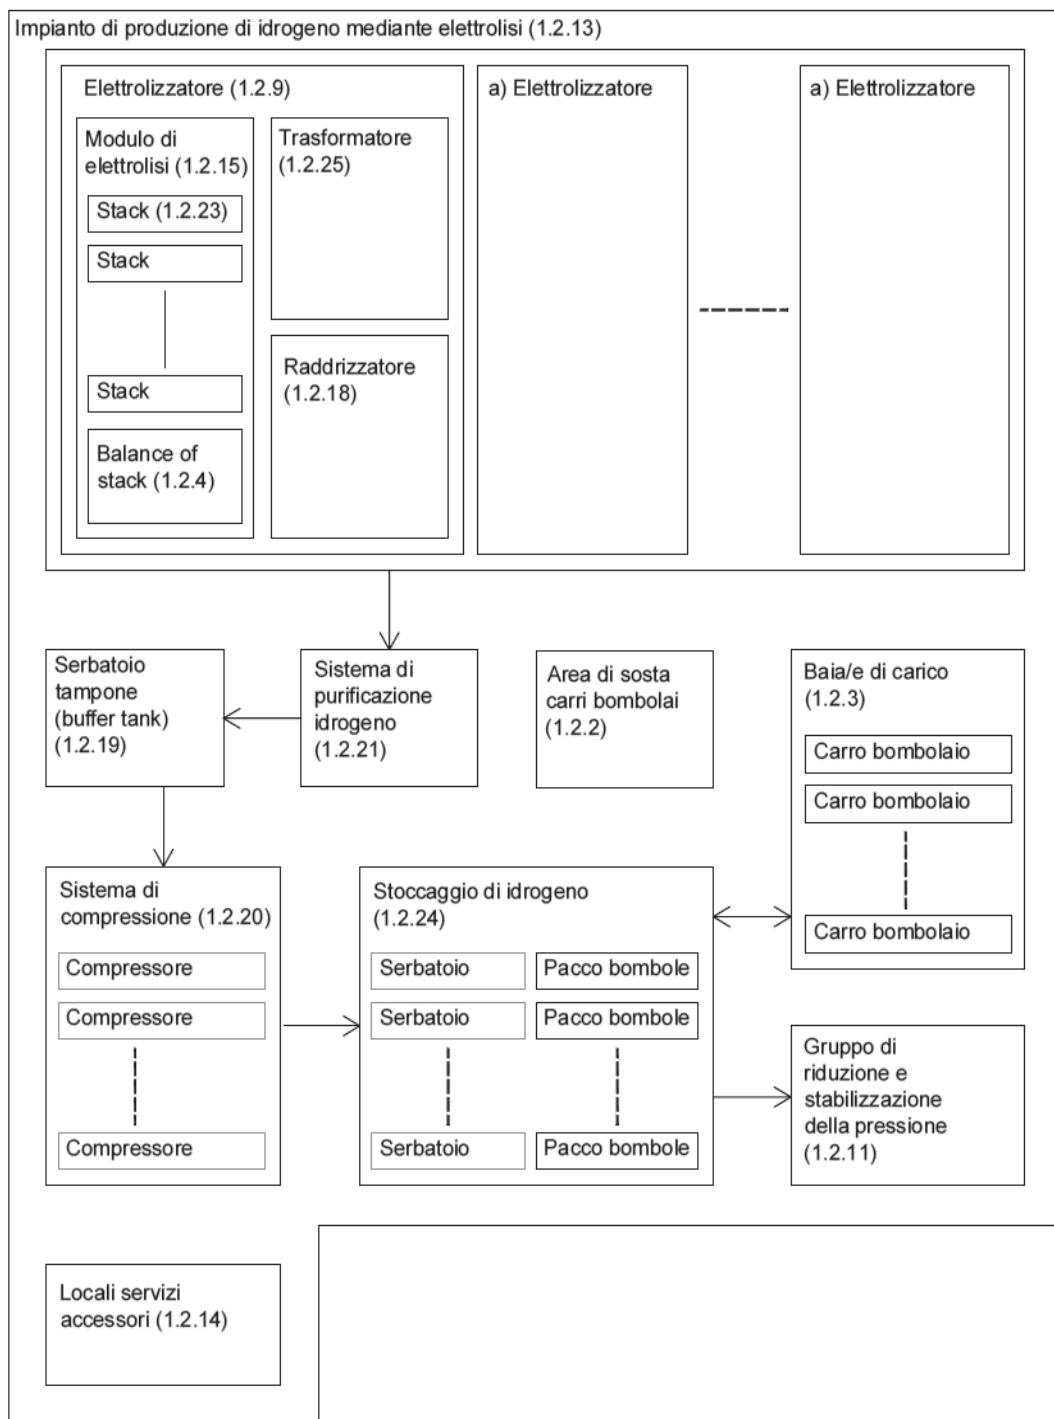 Impianto di produzione di idrogeno mediante elettrolisi (1.2.13)
Elettrolizzatore (1.2.9)
Modulo di
elettrolisi (1.2.15)
Stack (1.2.23)
Stack
Stack
Balance of
stack (1.2.4)
Trasformatore
(1.2.25)
Raddrizzatore
(1.2.18)
a) Elettrolizzatore
a) Elettrolizzatore
Serbatoio
tampone
(buffer tank)
(1.2.19)
Sistema di
purificazione
idrogeno
(1.2.21)
Area di sosta
carri bombolai
(1.2.2)
Baia/e di carico
(1.2.3)
Carro bombolaio
Carro bombolaio
Carro bombolaio
Sistema di
compressione (1.2.20)
Compressore
Compressore
Compressore
Stoccaggio di idrogeno
(1.2.24)
Serbatoio
Serbatoio
Serbatoio
Pacco bombole
Pacco bombole
Pacco bombole
Gruppo di
riduzione e
stabilizzazione
della pressione
(1.2.11)
Locali servizi
accessori (1.2.14)